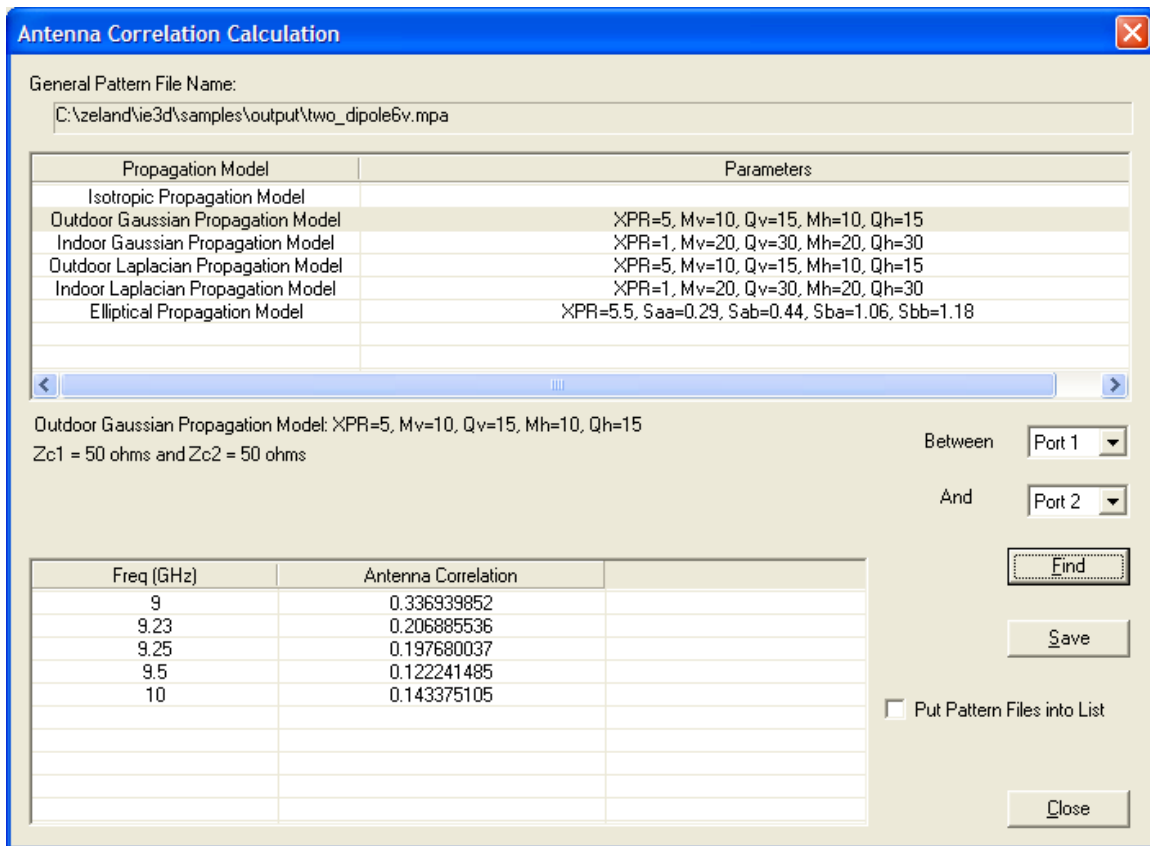 Antenna Correlation Calculation
General Pattern File Name:
C:\zeland\ie3d\samples\output\two_dipole6v.mpa
Propagation Model Parameters
Isotropic Propagation Model
Outdoor Gaussian Propagation Model XPR=5, Mv=10, Qv=15, Mh=10, Qh=15
Indoor Gaussian Propagation Model XPR=1, Mv=20, Qv=30, Mh=20, Qh=30
Outdoor Laplacian Propagation Model XPR=5, Mv=10, Qv=15, Mh=10, Qh=15
Indoor Laplacian Propagation Model XPR=1, Mv=20, Qv=30, Mh=20, Qh=30
Elliptical Propagation Model XPR=5.5, Saa=0.29, Sab=0.44, Sba=1.06, Sbb=1.18
Outdoor Gaussian Propagation Model: XPR=5, Mv=10, Qv=15, Mh=10, Qh=15
Zc1 = 50 ohms and Zc2 = 50 ohms
Between Port 1
And Port 2
Freq (GHz) Antenna Correlation
9 0.336939852
9.23 0.206885536
9.25 0.197680037
9.5 0.122241485
10 0.143375105
Find
Save
Put Pattern Files into List
Close